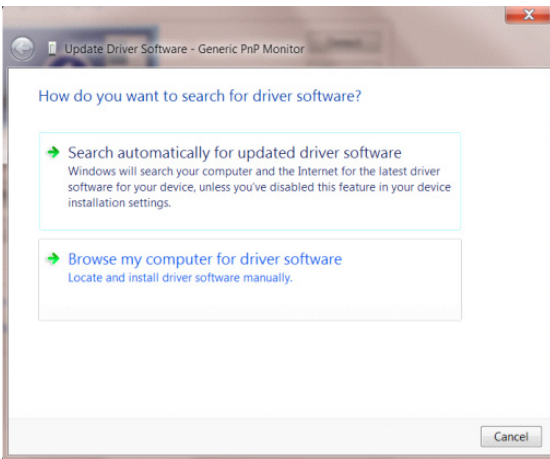 Update Driver Software - Generic PnP Monitor
How do you want to search for driver software?
Search automatically for updated driver software
Windows will search your computer and the Internet for the latest driver
software for your device, unless you've disabled this feature in your device
installation settings.
Browse my computer for driver software
Locate and install driver software manually.
Cancel